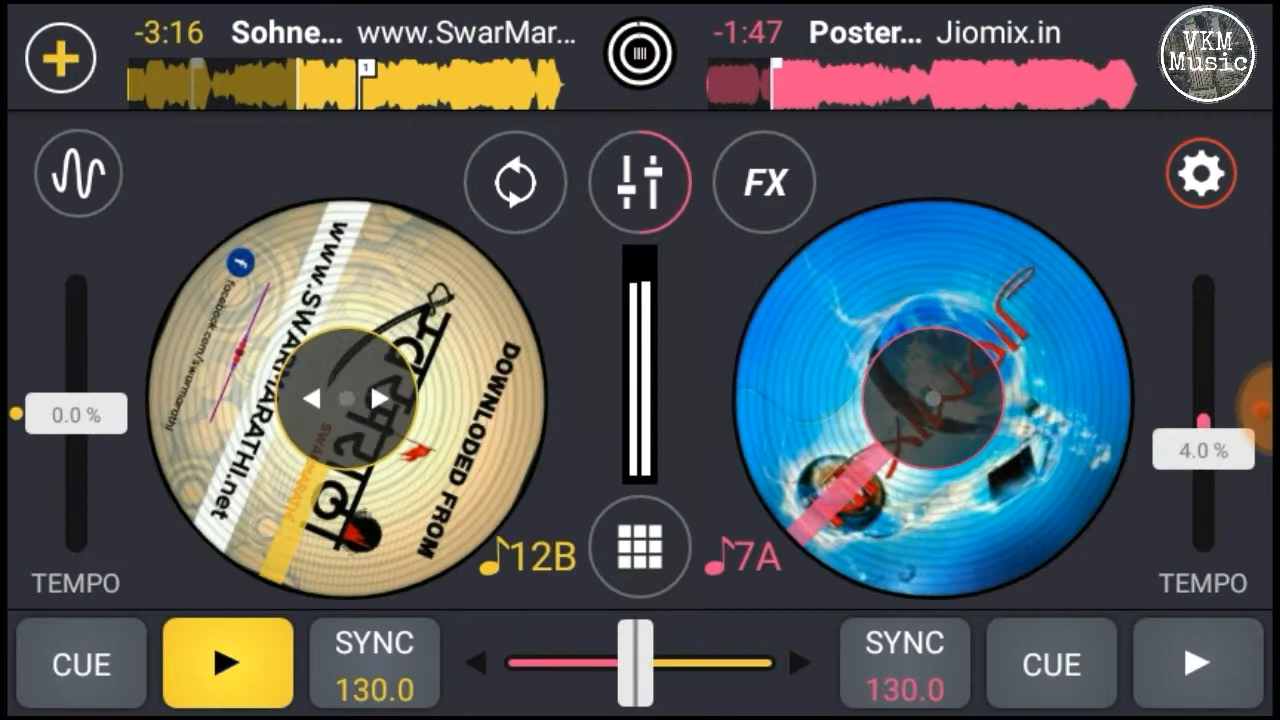 -3:16 Sohne... www.SwarMar...
-1:47 Poster... Jiomix.in
VKM
Music
1
FX
facebook.com/swarmarathi
www.SWARMARATHI.net
DOWNLODED FROM
0.0 %
4.0 %
12B
7A
TEMPO
TEMPO
CUE
SYNC
130.0
SYNC
130.0
CUE